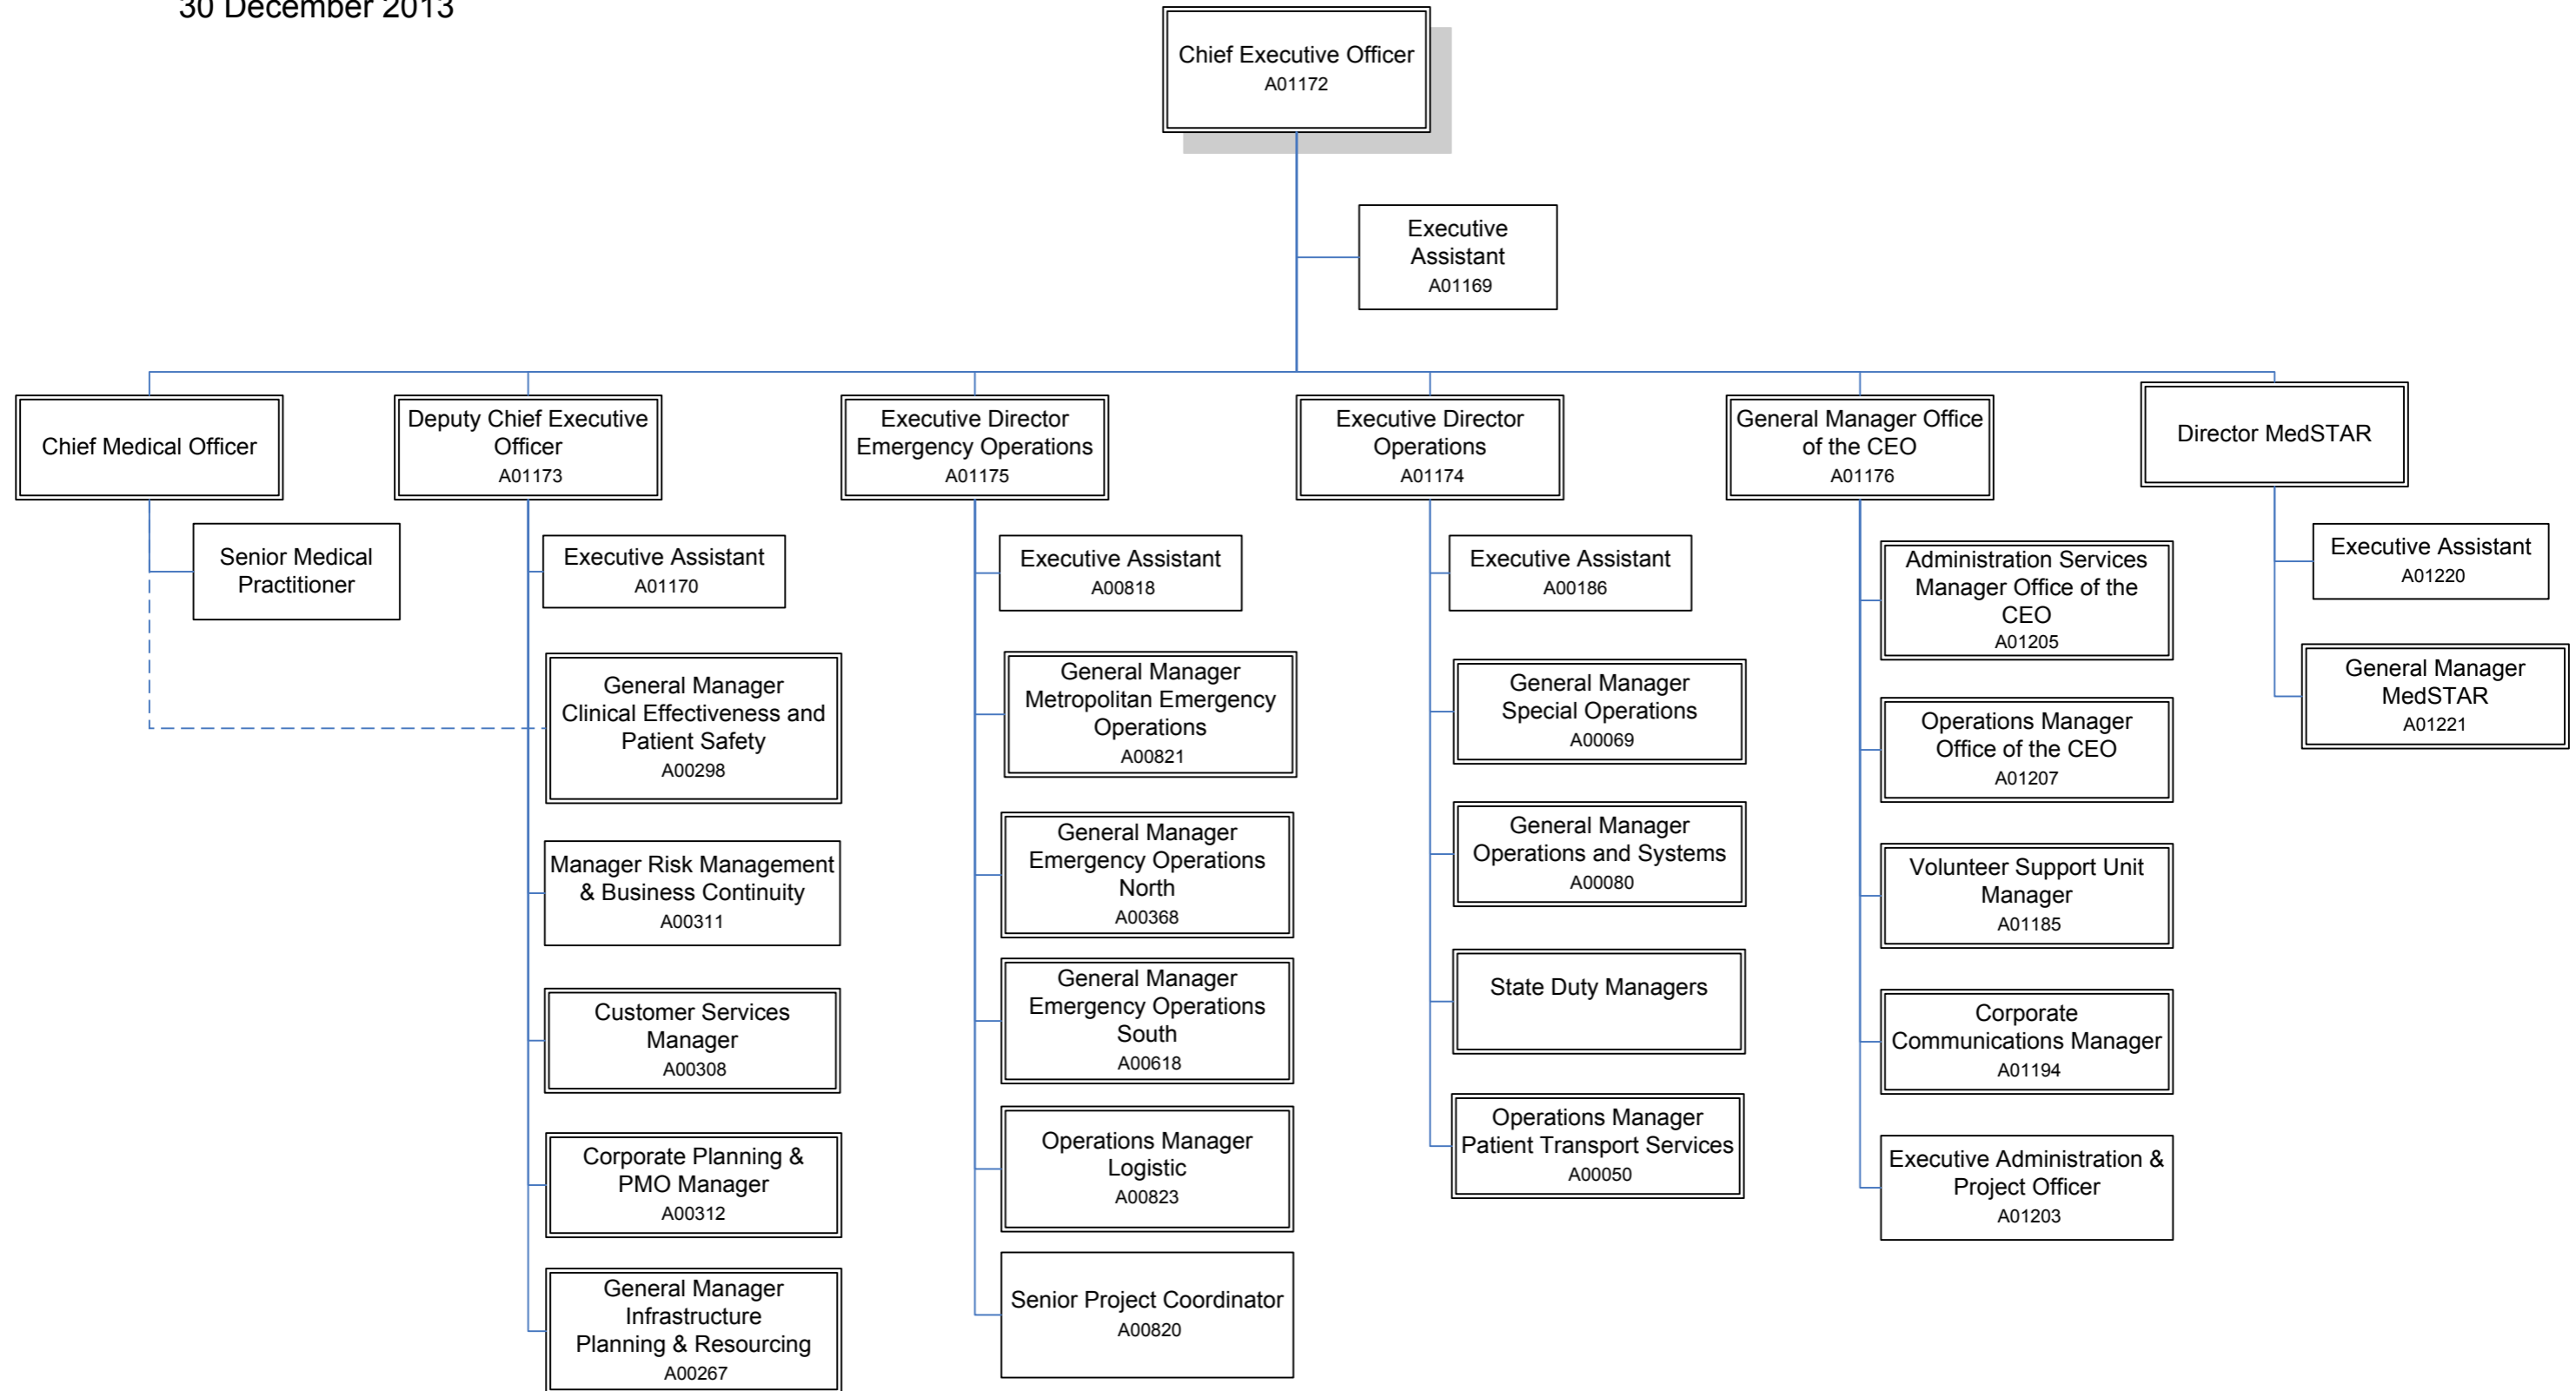 30 December 2013
Chief Executive Officer
A01172
Executive
Assistant
A01169
Chief Medical Officer
Senior Medical
Practitioner
Deputy Chief Executive
Officer
A01173
Executive Assistant
A01170
General Manager
Clinical Effectiveness and
Patient Safety
A00298
Manager Risk Management
& Business Continuity
A00311
Customer Services
Manager
A00308
Corporate Planning &
PMO Manager
A00312
General Manager
Infrastructure
Planning & Resourcing
A00267
Executive Director
Emergency Operations
A01175
Executive Assistant
A00818
General Manager
Metropolitan Emergency
Operations
A00821
General Manager
Emergency Operations
North
A00368
General Manager
Emergency Operations
South
A00618
Operations Manager
Logistic
A00823
Senior Project Coordinator
A00820
Executive Director
Operations
A01174
Executive Assistant
A00186
General Manager
Special Operations
A00069
General Manager
Operations and Systems
A00080
State Duty Managers
Operations Manager
Patient Transport Services
A00050
General Manager Office
of the CEO
A01176
Administration Services
Manager Office of the
CEO
A01205
Operations Manager
Office of the CEO
A01207
Volunteer Support Unit
Manager
A01185
Corporate
Communications Manager
A01194
Executive Administration &
Project Officer
A01203
Director MedSTAR
Executive Assistant
A01220
General Manager
MedSTAR
A01221